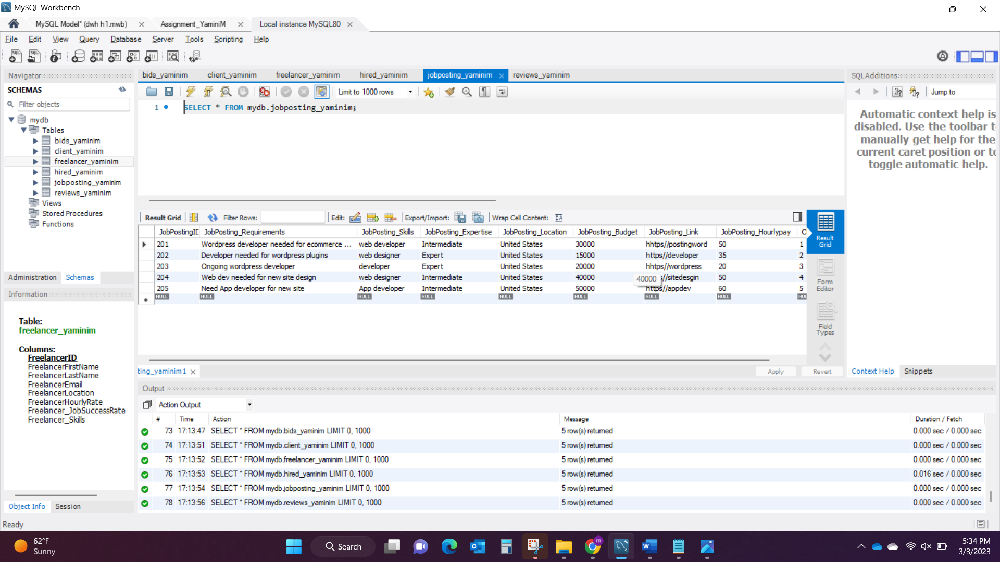 MySQL Workbench
MySQL Model* (dwh h1.mwb) Assignment_YaminiM Local instance MySQL80
File Edit View Query Database Server Tools Scripting Help
Navigator
SCHEMAS
Filter objects
mydb
Tables
bids_yaminim
client_yaminim
freelancer_yaminim
hired_yaminim
jobposting_yaminim
reviews_yaminim
Views
Stored Procedures
Functions
Administration Schemas
Information
Table:
freelancer_yaminim
Columns:
FreelancerID
FreelancerFirstName
FreelancerLastName
FreelancerEmail
FreelancerLocation
FreelancerHourlyRate
Freelancer_JobSuccessRate
Freelancer_Skills
Object Info Session
bids_yaminim client_yaminim freelancer_yaminim hired_yaminim jobposting_yaminim reviews_yaminim
Limit to 1000 rows
1 SELECT * FROM mydb.jobposting_yaminim;
Result Grid Filter Rows: Edit: Export/Import: Wrap Cell Content:
JobPostingID JobPosting_Requirements JobPosting_Skills JobPosting_Expertise JobPosting_Location JobPosting_Budget JobPosting_Link JobPosting_Hourlypay C
201 Wordpress developer needed for ecommerce ... web developer Intermediate United States 30000 hhtps//postingword 50 1
202 Developer needed for wordpress plugins web designer Expert United States 15000 https//developer 35 2
203 Ongoing wordpress developer developer Expert United States 20000 hhtps//wordpress 20 3
204 Web dev needed for new site design web designer Intermediate United States 40000 s//sitedesgin 50 4
40000
205 Need App developer for new site App developer Intermediate United States 50000 https//appdev 60 5
NULL NULL NULL NULL NULL NULL NULL NULL NUL
Result
Grid
Form
Editor
Field
Types
ting_yaminim1 Apply Revert
SQLAdditions
Jump to
Automatic context help is
disabled. Use the toolbar t
manually get help for the
current caret position or to
toggle automatic help.
Context Help Snippets
Output
Action Output
# Time Action Message Duration / Fetch
73 17:13:47 SELECT * FROM mydb.bids_yaminim LIMIT 0, 1000 5 row(s) returned 0.000 sec / 0.000 sec
74 17:13:51 SELECT * FROM mydb.client_yaminim LIMIT 0, 1000 5 row(s) returned 0.000 sec / 0.000 sec
75 17:13:52 SELECT * FROM mydb.freelancer_yaminim LIMIT 0, 1000 5 row(s) returned 0.000 sec / 0.000 sec
76 17:13:53 SELECT * FROM mydb.hired_yaminim LIMIT 0, 1000 5 row(s) returned 0.016 sec / 0.000 sec
77 17:13:54 SELECT * FROM mydb.jobposting_yaminim LIMIT 0, 1000 5 row(s) returned 0.000 sec / 0.000 sec
78 17:13:56 SELECT * FROM mydb.reviews_yaminim LIMIT 0, 1000 5 row(s) returned 0.000 sec / 0.000 sec
Ready
62°F
Sunny
Search
5:34 PM
3/3/2023